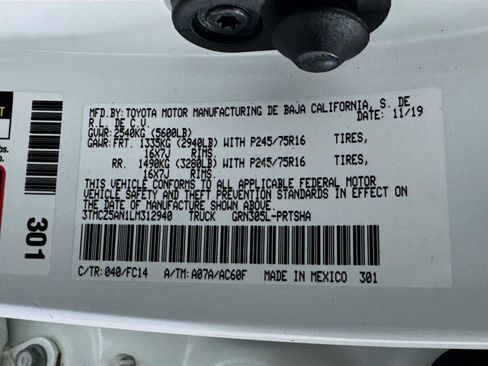 MFD.BY: TOYOTA MOTOR MANUFACTURING DE BAJA CALIFORNIA, S. DE
R.L. DE C.V. DATE: 11/19
GVWR: 2540KG (5600LB)
GAWR: FRT. 1335KG (2940LB) WITH P245/75R16 TIRES,
16X7J RIMS
RR. 1490KG (3280LB) WITH P245/75R16 TIRES,
16X7J RIMS
THIS VEHICLE CONFORMS TO ALL APPLICABLE FEDERAL MOTOR
VEHICLE SAFETY AND THEFT PREVENTION STANDARDS IN EFFECT ON THE
DATE OF MANUFACTURE SHOWN ABOVE.
3TMCZ5AN1LM312940 TRUCK GRN305L-PRTSHA
C/TR: 040/FC14 A/TM: A07A/AC60F MADE IN MEXICO 301
301